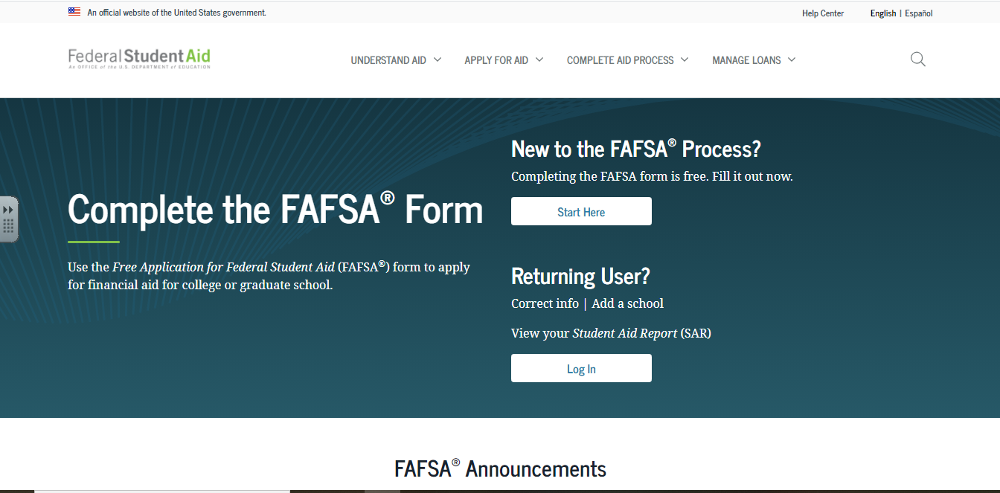 An official website of the United States government.
Help Center English | Español
Federal Student Aid
An OFFICE of the U.S. DEPARTMENT of EDUCATION
UNDERSTAND AID APPLY FOR AID COMPLETE AID PROCESS MANAGE LOANS
Complete the FAFSA® Form
Use the Free Application for Federal Student Aid (FAFSA®) form to apply
for financial aid for college or graduate school.
New to the FAFSA® Process?
Completing the FAFSA form is free. Fill it out now.
Start Here
Returning User?
Correct info | Add a school
View your Student Aid Report (SAR)
Log In
FAFSA® Announcements